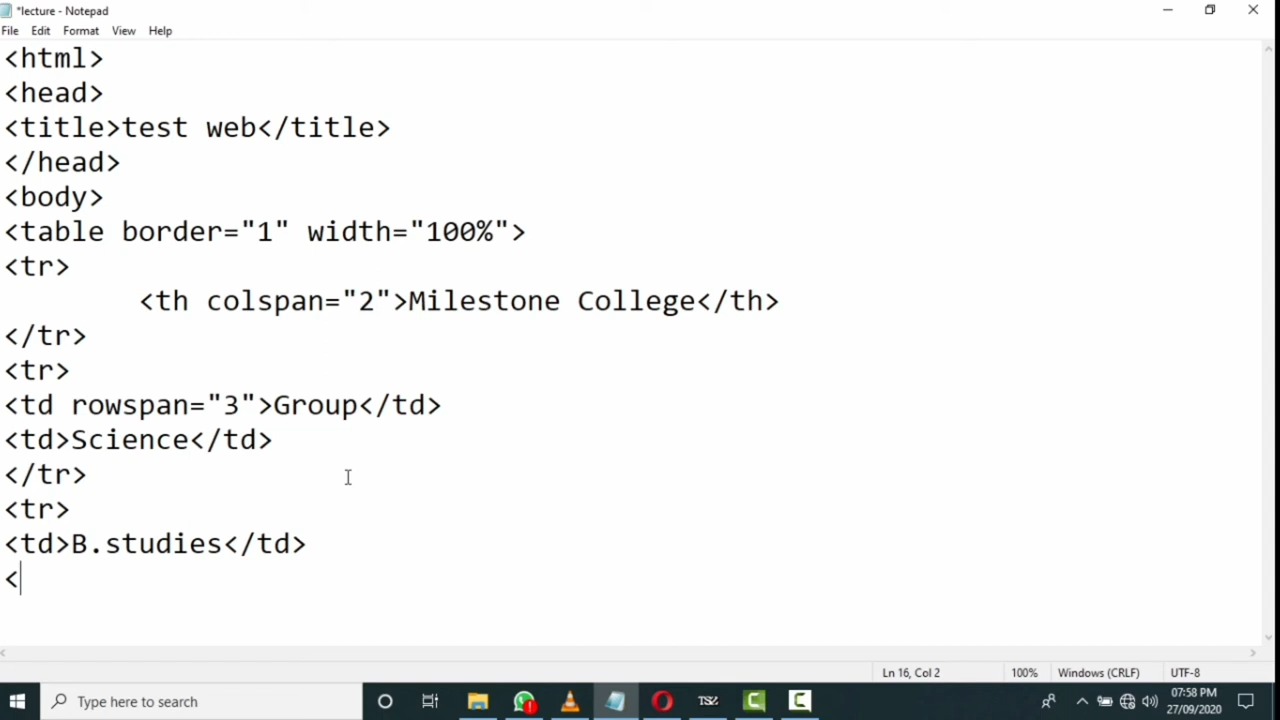 *lecture - Notepad
File Edit Format View Help
<html>
<head>
<title>test web</title>
</head>
<body>
<table border="1" width="100%">
<tr>
<th colspan="2">Milestone College</th>
</tr>
<tr>
<td rowspan="3">Group</td>
<td>Science</td>
</tr>
<tr>
<td>B.studies</td>
<
Ln 16, Col 2 100% Windows (CRLF) UTF-8
Type here to search TSZ 07:58 PM
27/09/2020